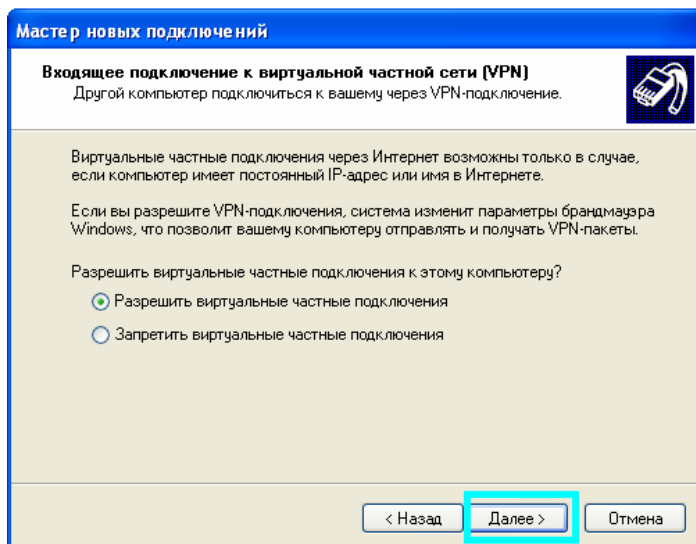 Мастер новых подключений
Входящее подключение к виртуальной частной сети (VPN)
Другой компьютер подключиться к вашему через VPN-подключение.
Виртуальные частные подключения через Интернет возможны только в случае,
если компьютер имеет постоянный IP-адрес или имя в Интернете.
Если вы разрешите VPN-подключения, система изменит параметры брандмауэра
Windows, что позволит вашему компьютеру отправлять и получать VPN-пакеты.
Разрешить виртуальные частные подключения к этому компьютеру?
Разрешить виртуальные частные подключения
Запретить виртуальные частные подключения
< Назад Далее > Отмена